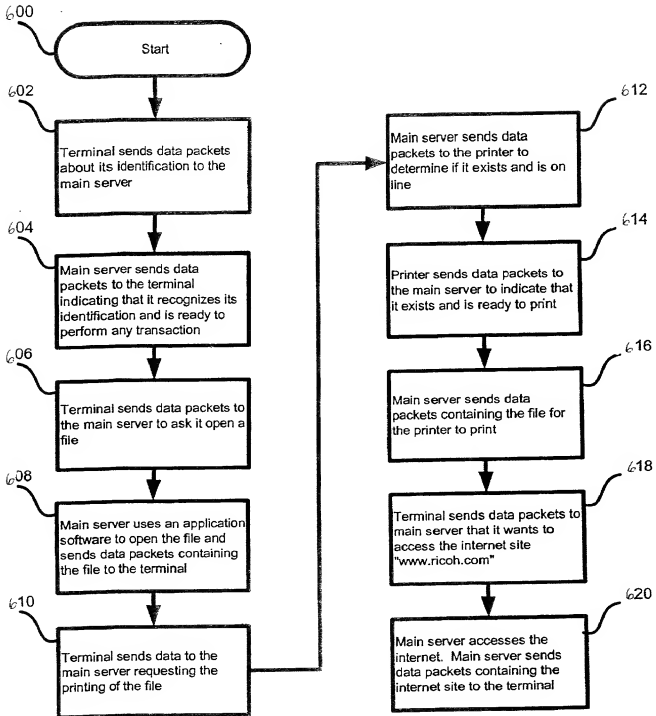 600
Start
602
Terminal sends data packets
about its identification to the
main server
604
Main server sends data
packets to the terminal
indicating that it recognizes its
identification and is ready to
perform any transaction
606
Terminal sends data packets to
the main server to ask it open a
file
608
Main server uses an application
software to open the file and
sends data packets containing
the file to the terminal
610
Terminal sends data to the
main server requesting the
printing of the file
612
Main server sends data
packets to the printer to
determine if it exists and is on
line
614
Printer sends data packets to
the main server to indicate that
it exists and is ready to print
616
Main server sends data
packets containing the file for
the printer to print
618
Terminal sends data packets to
main server that it wants to
access the internet site
"www.ricoh.com"
620
Main server accesses the
internet. Main server sends
data packets containing the
internet site to the terminal